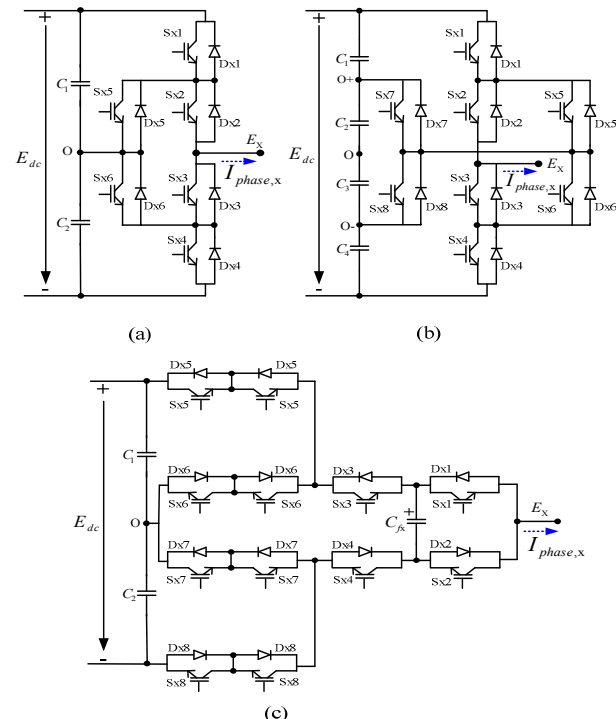 +
Sx1
Dx1
C1
Sx5
Sx2
Dx5
Dx2
Edc
O
EX
Iphase,x
Sx6
Sx3
Dx6
Dx3
C2
Sx4
Dx4
-
(a)
+
Sx1
C1
Dx1
O+
Sx7
Sx2
Sx5
C2
Dx7
Dx2
Dx5
Edc
O
EX
C3
Sx3
Iphase,x
Sx8
Dx8
Dx3
Sx6
Dx6
O-
Sx4
C4
Dx4
-
(b)
Dx5
Dx5
+
Sx5
Sx5
C1
Dx6
Dx6
Dx3
Dx1
Sx6
Sx6
Sx3
Sx1
EX
Edc
O
+
Cfx
Iphase,x
Dx7
Dx7
Dx4
Dx2
Sx7
Sx7
Sx4
Sx2
C2
Dx8
Dx8
-
Sx8
Sx8
(c)